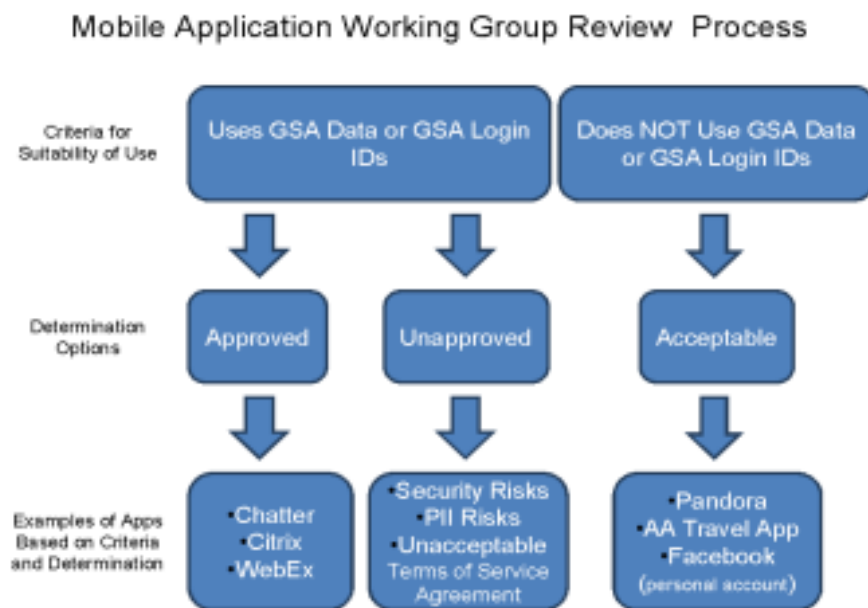 Mobile Application Working Group Review Process
Criteria for
Suitability of Use
Uses GSA Data or GSA Login
IDs
Does NOT Use GSA Data
or GSA Login IDs
Determination
Options
Approved
Unapproved
Acceptable
Examples of Apps
Based on Criteria
and Determination
•Chatter
•Citrix
•WebEx
•Security Risks
•PII Risks
•Unacceptable
Terms of Service
Agreement
•Pandora
•AA Travel App
•Facebook
(personal account)